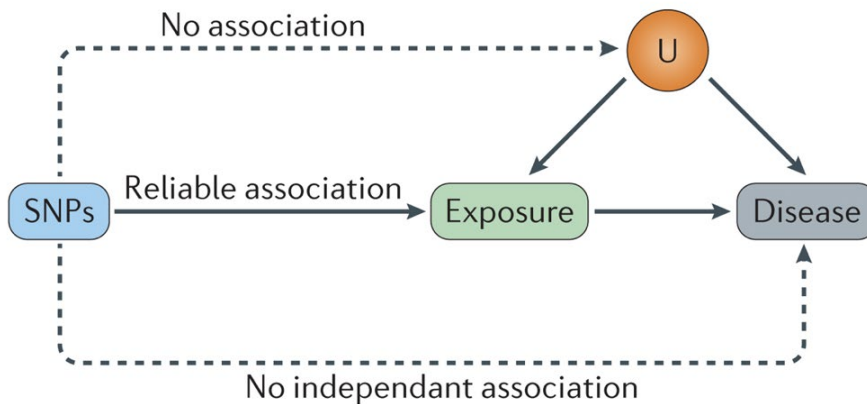 No association
U
Reliable association
SNPs
Exposure
Disease
No independant association